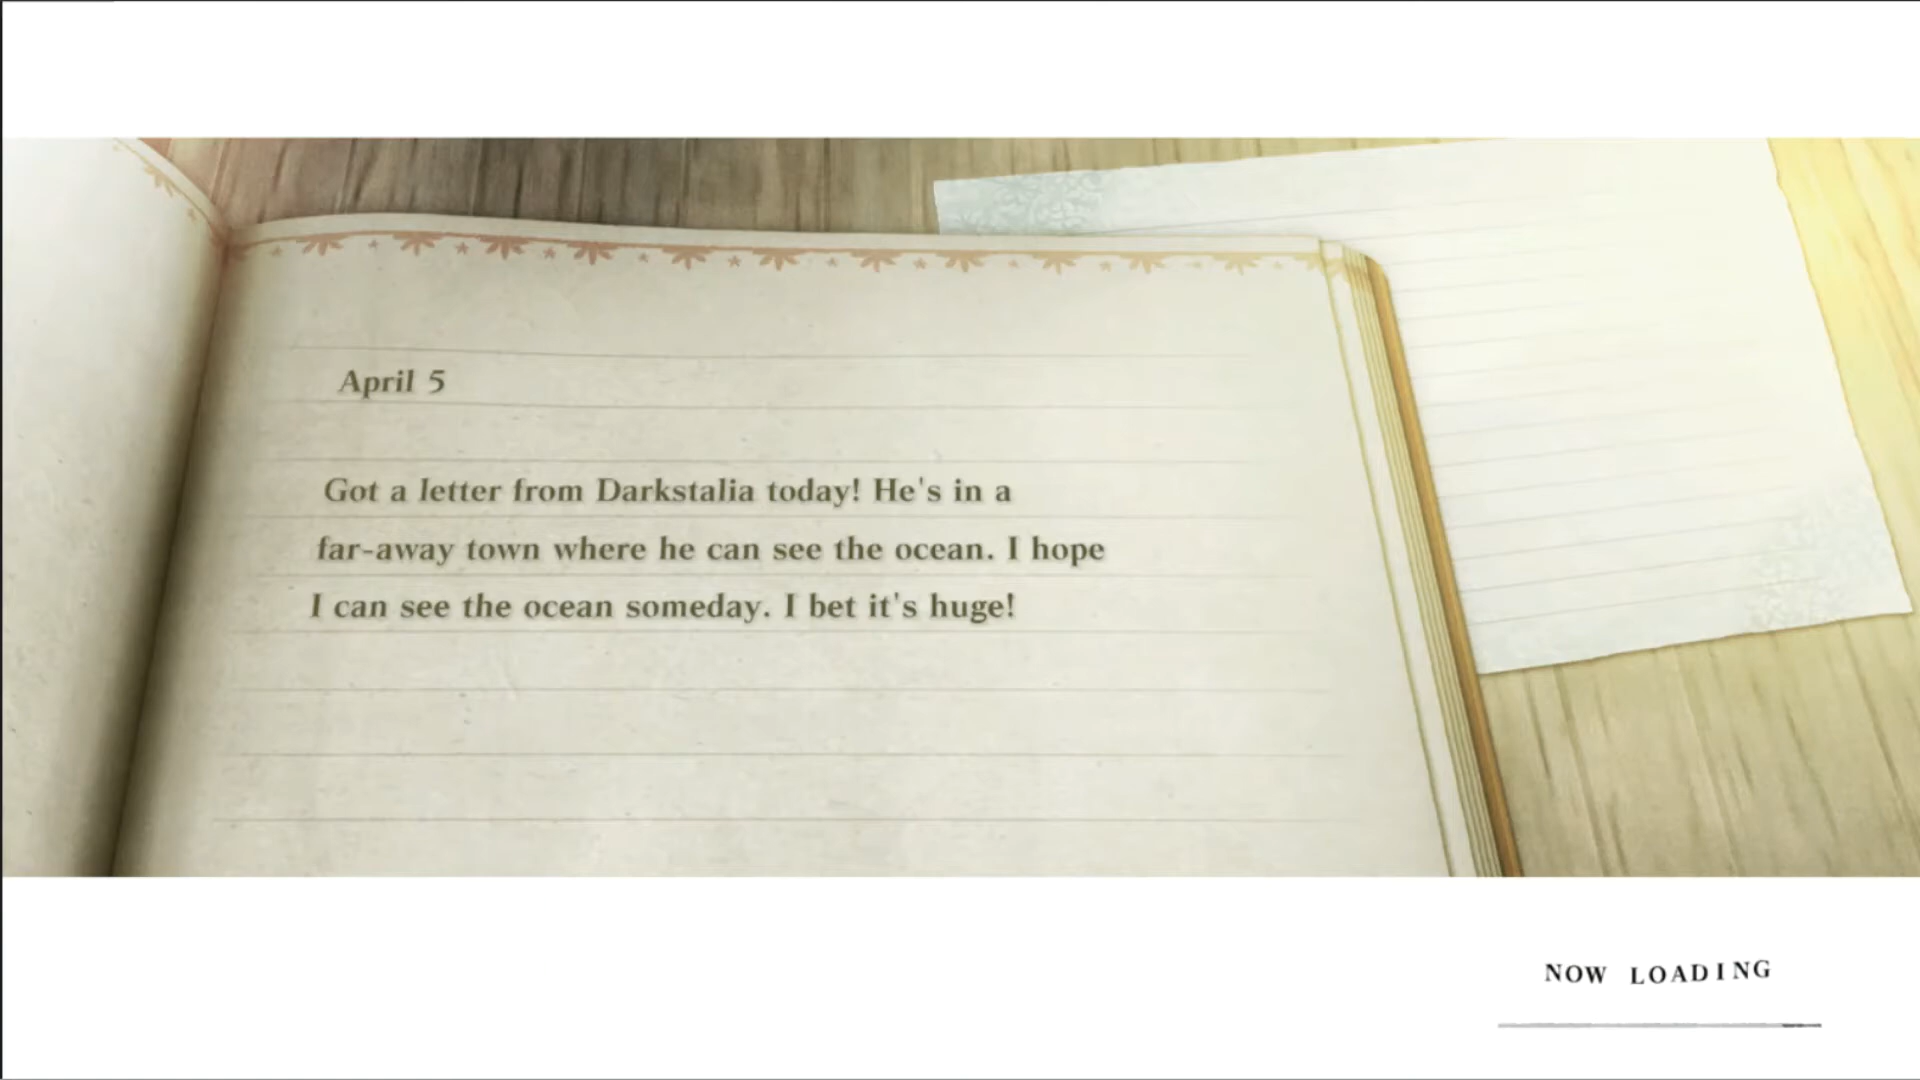 April 5
Got a letter from Darkstalia today! He's in a
far-away town where he can see the ocean. I hope
I can see the ocean someday. I bet it's huge!
NOW LOADING